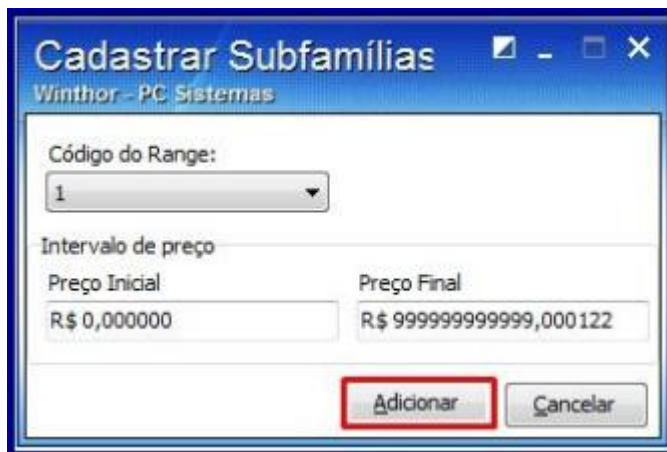 Cadastrar Subfamílias
Winthor - PC Sistemas
Código do Range:
1
Intervalo de preço
Preço Inicial Preço Final
R$ 0,000000 R$ 999999999999,000122
Adicionar Cancelar